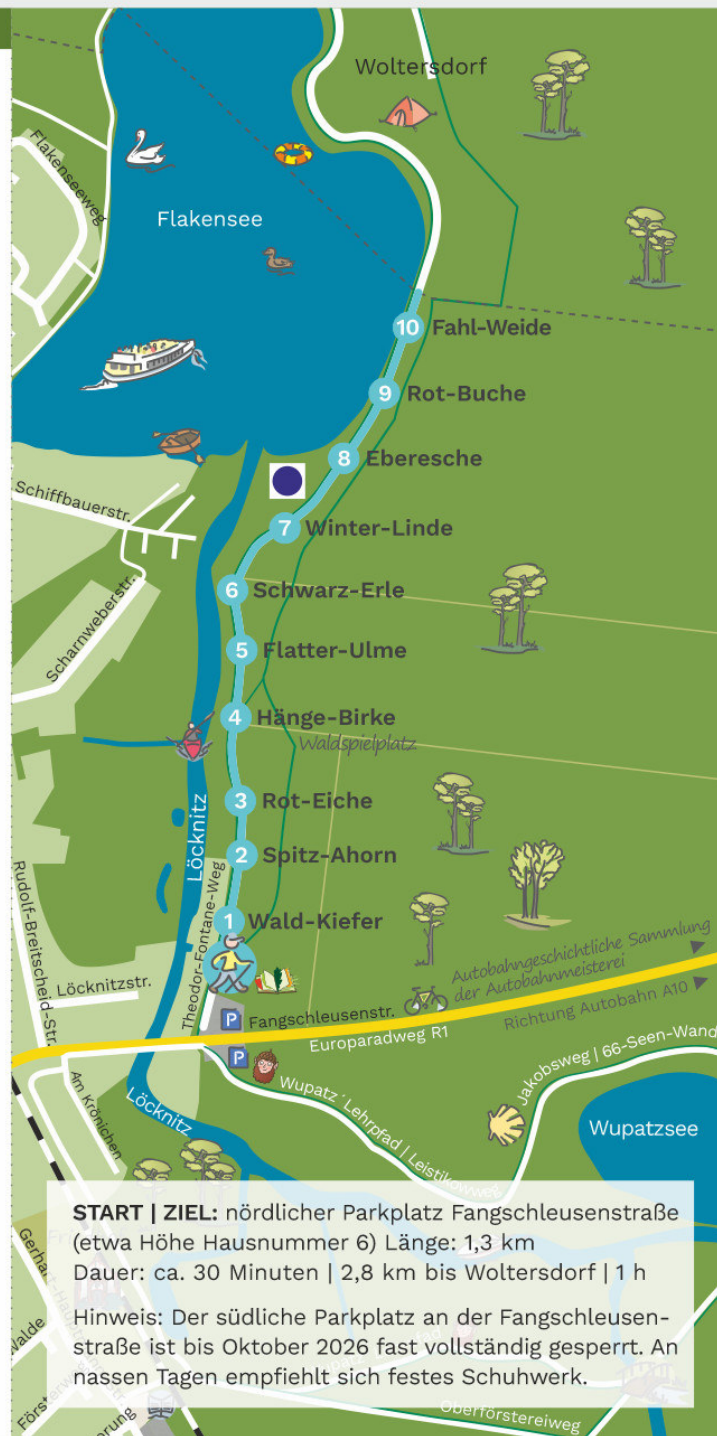 Woltersdorf
Flakenseeweg
Flakensee
10 Fahl-Weide
9 Rot-Buche
8 Eberesche
Schiffbauerstr.
7 Winter-Linde
Scharnweberstr.
6 Schwarz-Erle
5 Flatter-Ulme
4 Hänge-Birke
Waldspielplatz
3 Rot-Eiche
Löcknitz
2 Spitz-Ahorn
Rudolf-Breitscheid-Str.
Theodor-Fontane-Weg
1 Wald-Kiefer
Autobahngeschichtliche Sammlung
der Autobahnmeisterei
Löcknitzstr.
P
Fangschleusenstr.
Richtung Autobahn A10
Europaradweg R1
P
Am Krönichen
Jakobsweg | 66-Seen-Wand
Wupatz´Lehrpfad | Leistikowweg
Löcknitz
Wupatzsee
START | ZIEL: nördlicher Parkplatz Fangschleusenstraße
(etwa Höhe Hausnummer 6) Länge: 1,3 km
Dauer: ca. 30 Minuten | 2,8 km bis Woltersdorf | 1 h
Hinweis: Der südliche Parkplatz an der Fangschleusen-
straße ist bis Oktober 2026 fast vollständig gesperrt. An
nassen Tagen empfiehlt sich festes Schuhwerk.
Oberförstereiweg